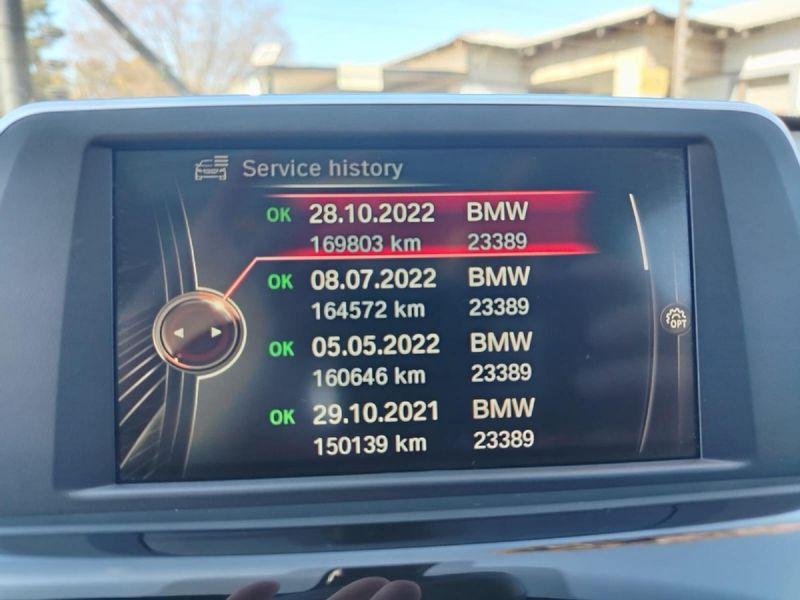 Service history
OK 28.10.2022 BMW
169803 km 23389
OK 08.07.2022 BMW
164572 km 23389
OPT
OK 05.05.2022 BMW
160646 km 23389
OK 29.10.2021 BMW
150139 km 23389